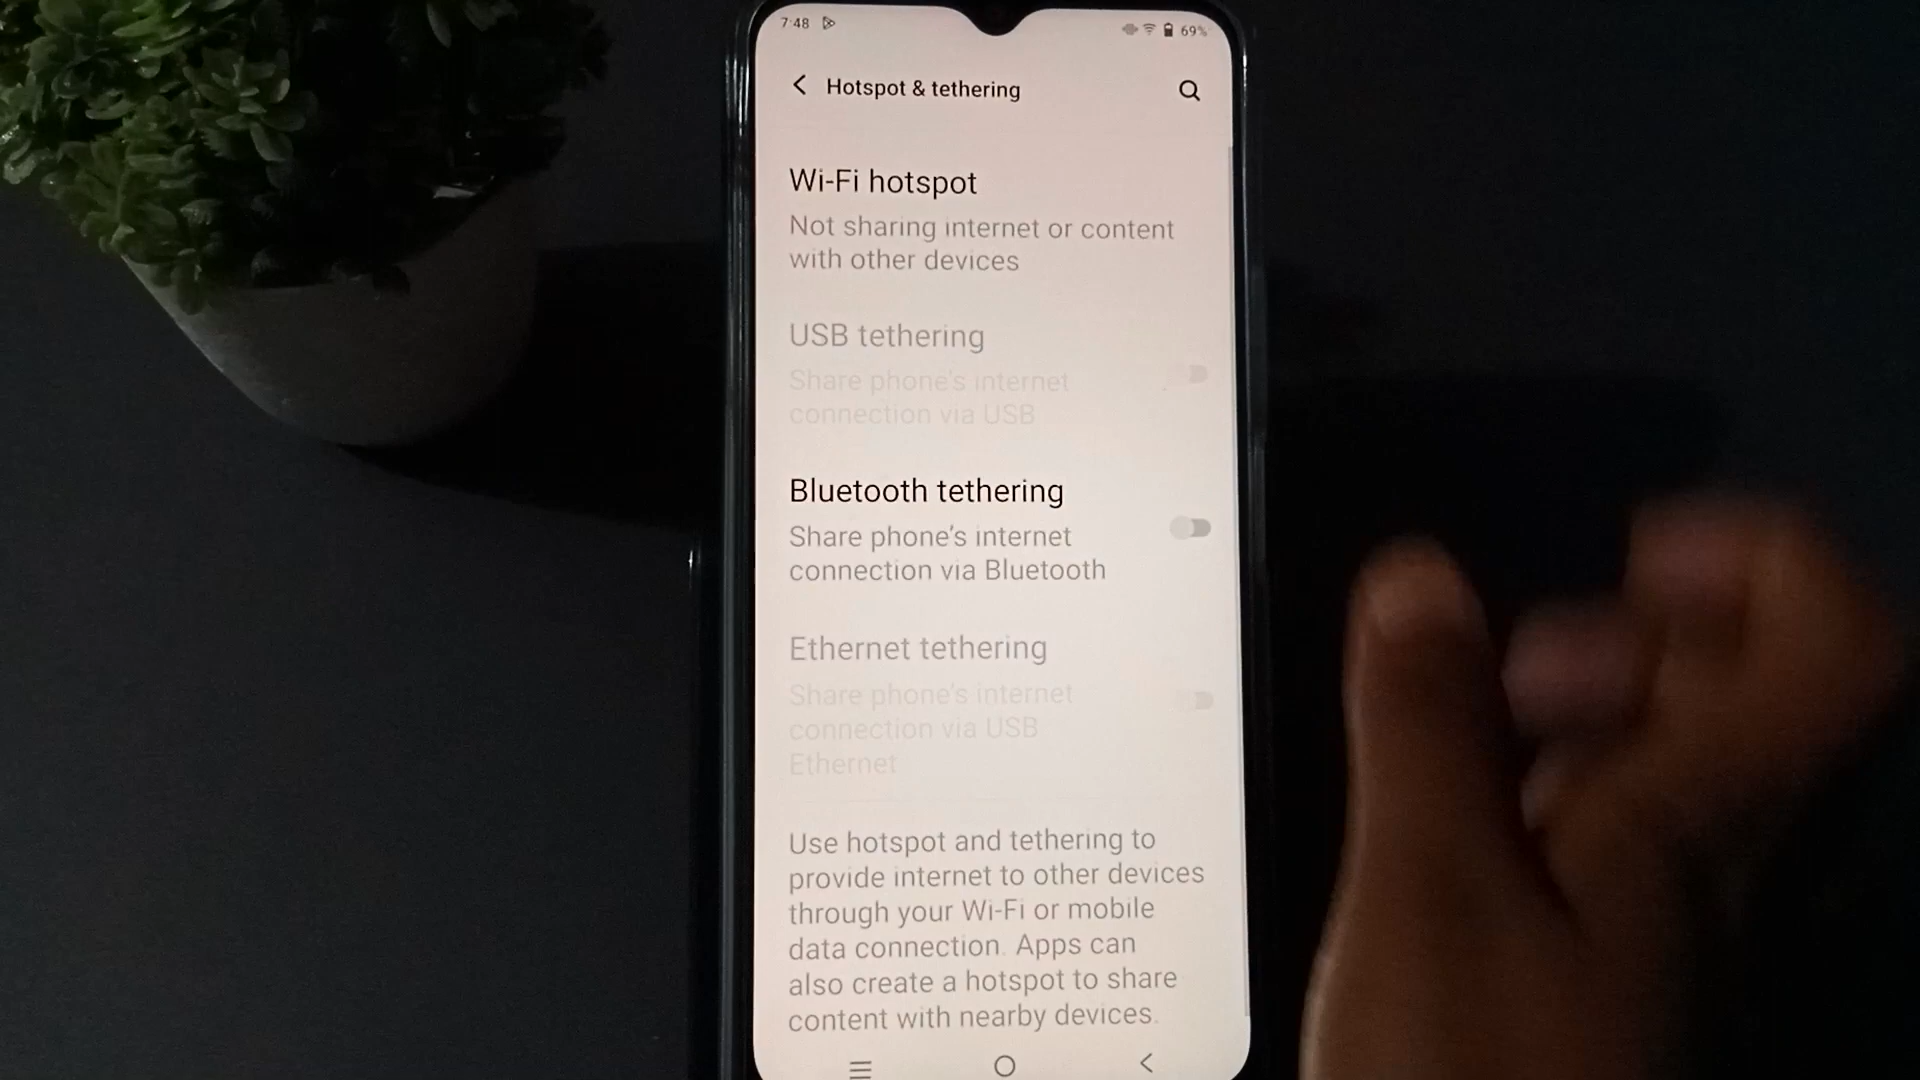 7:48
69%
Hotspot & tethering
Wi-Fi hotspot
Not sharing internet or content
with other devices
USB tethering
Share phone's internet
connection via USB
Bluetooth tethering
Share phone's internet
connection via Bluetooth
Ethernet tethering
Share phone's internet
connection via USB
Ethernet
Use hotspot and tethering to
provide internet to other devices
through your Wi-Fi or mobile
data connection. Apps can
also create a hotspot to share
content with nearby devices.